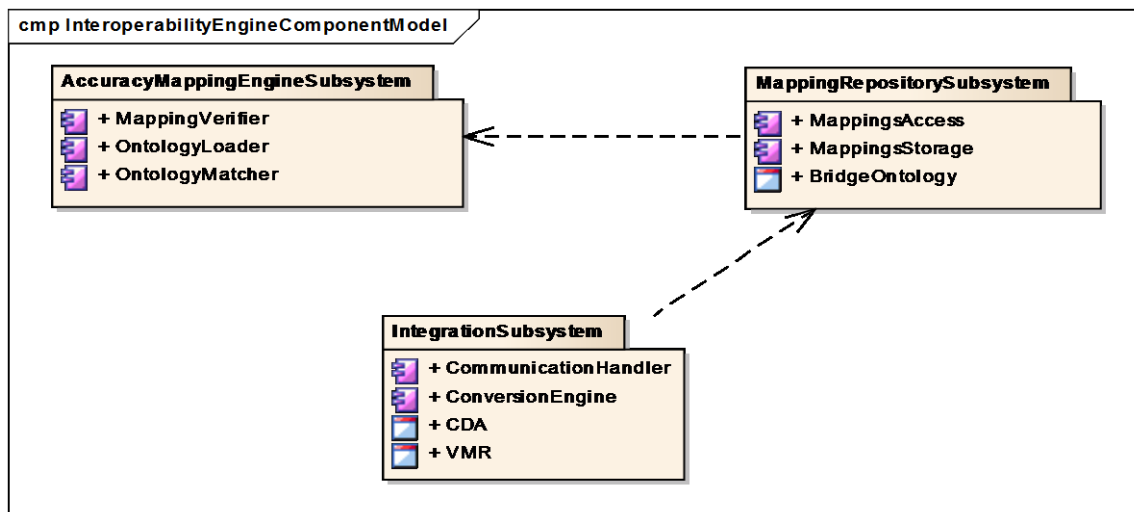 cmp InteroperabilityEngineComponentModel
AccuracyMappingEngineSubsystem
+ MappingVerifier
+ OntologyLoader
+ OntologyMatcher
MappingRepositorySubsystem
+ MappingsAccess
+ MappingsStorage
+ BridgeOntology
IntegrationSubsystem
+ CommunicationHandler
+ ConversionEngine
+ CDA
+ VMR